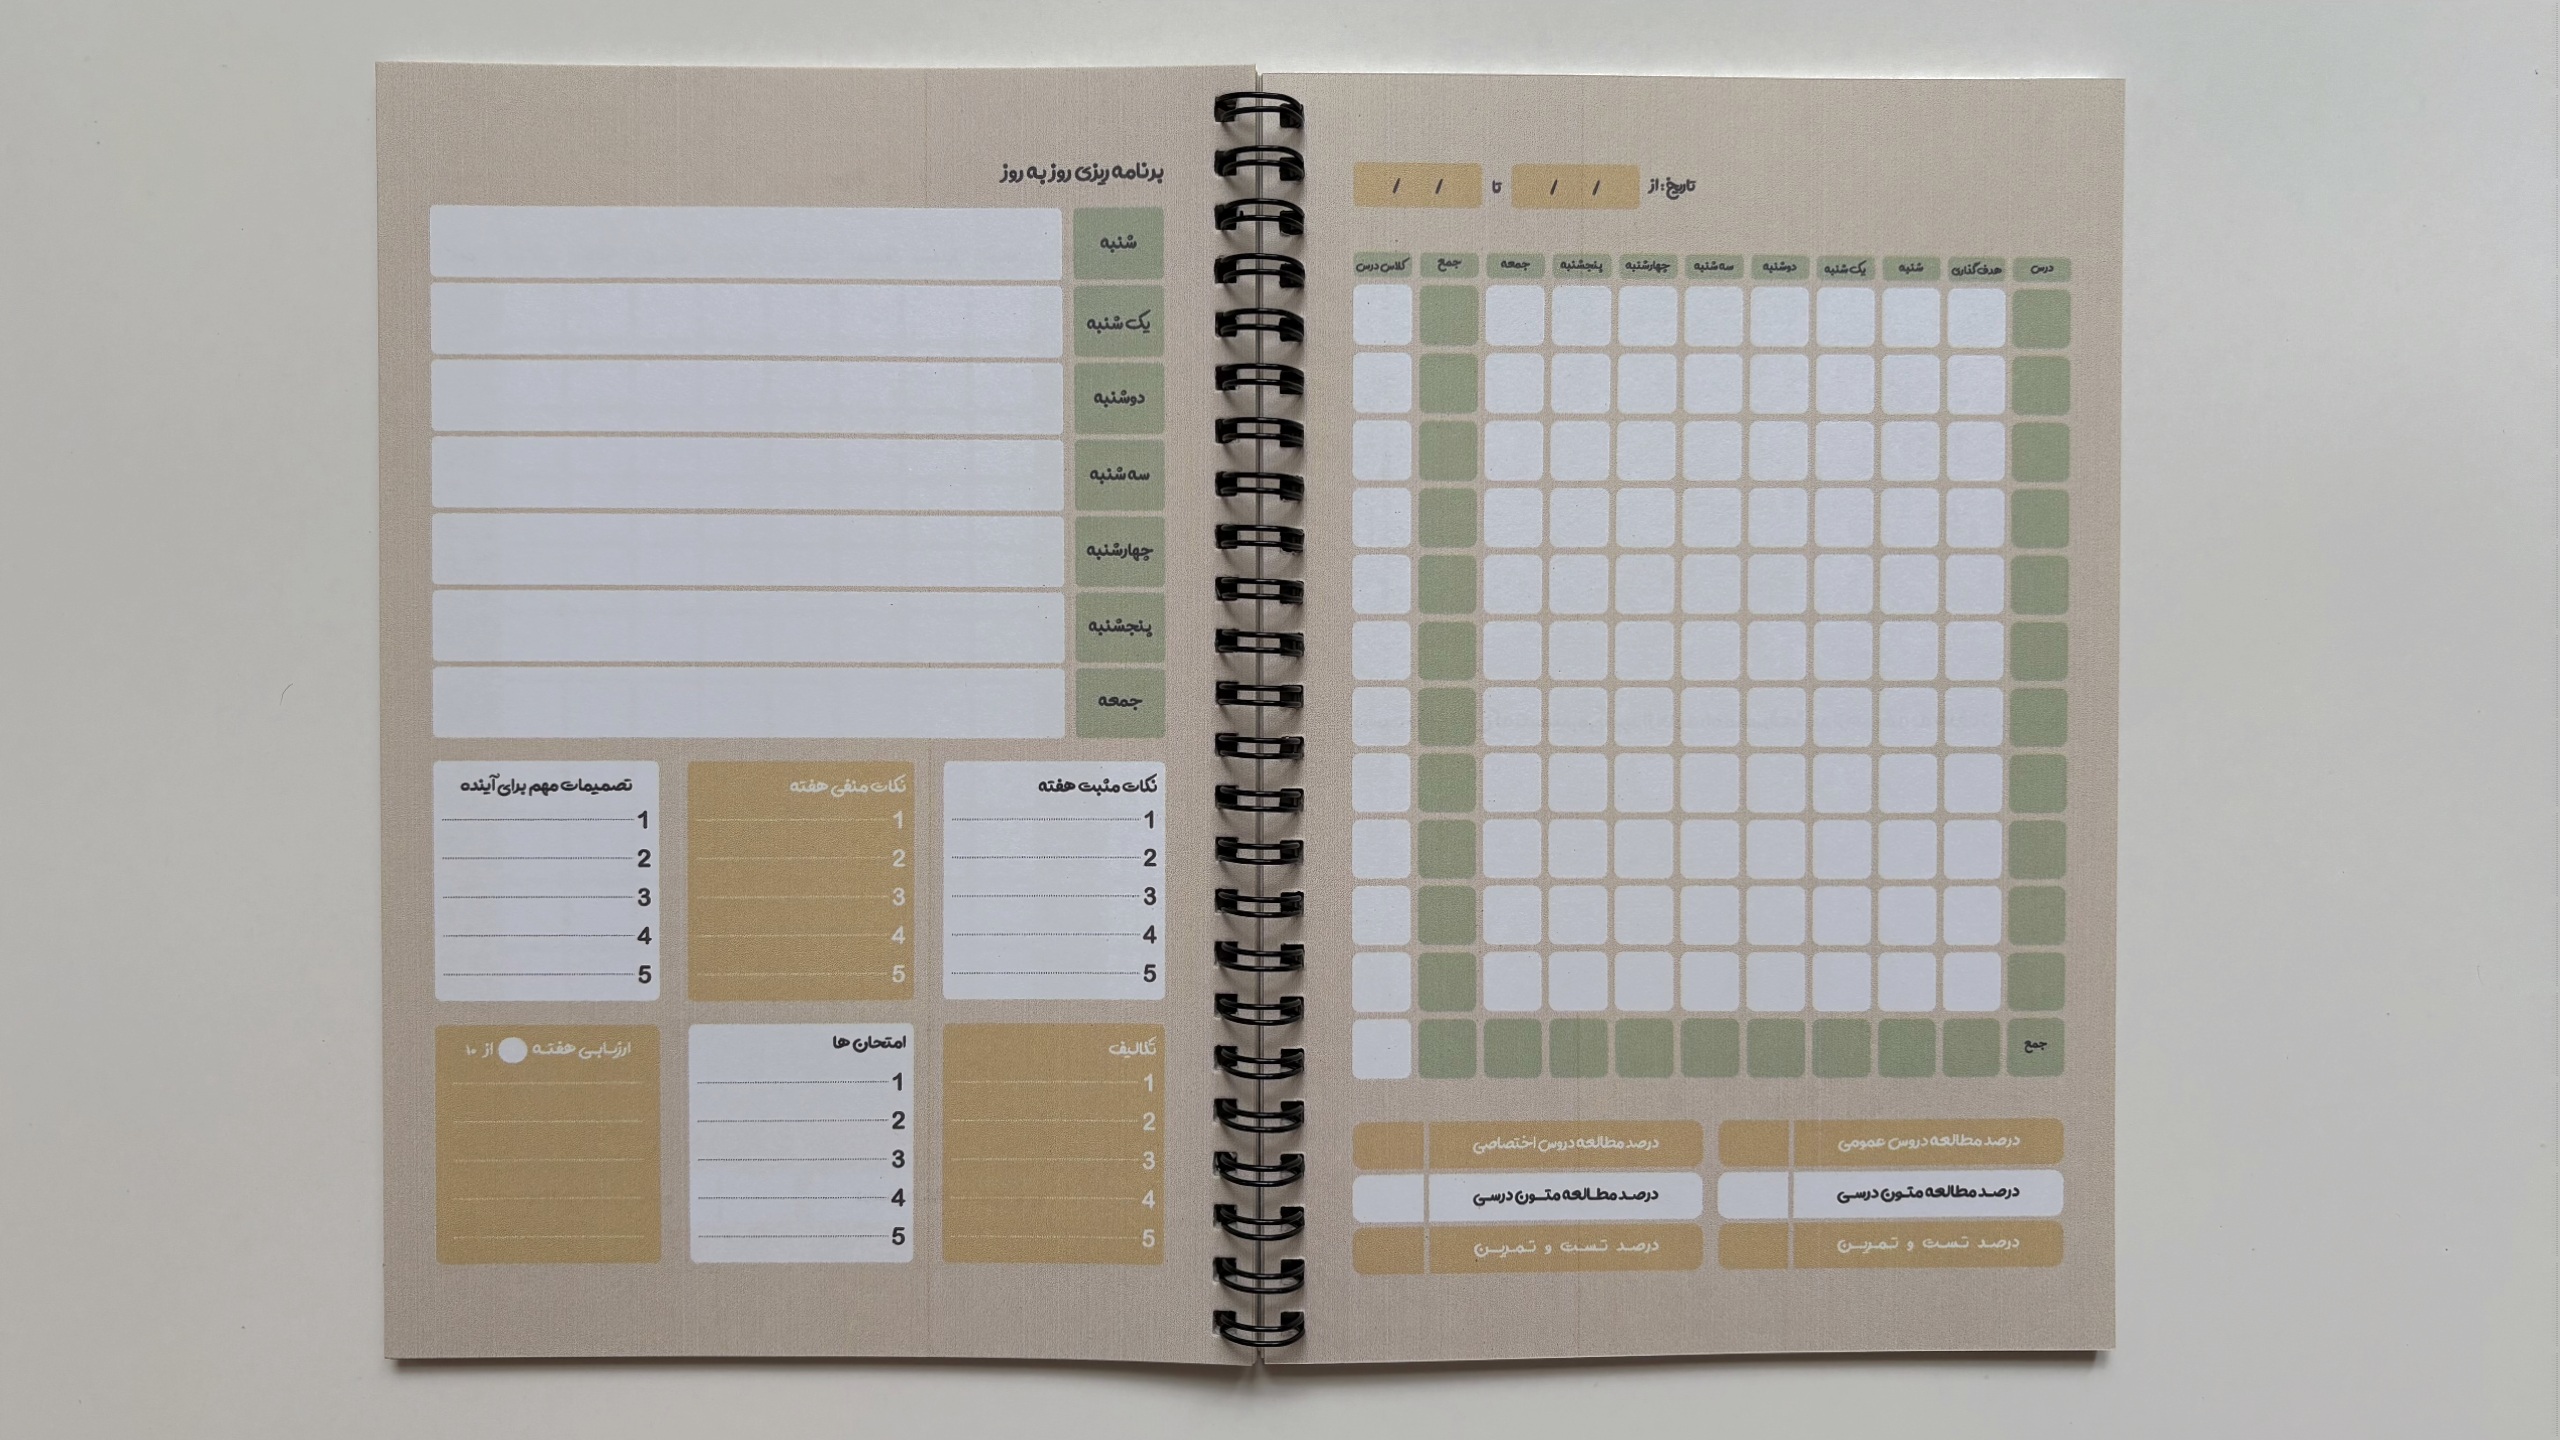 تاریخ: از / / تا / /
درس هدف گذاری شنبه یک شنبه دوشنبه سه شنبه چهارشنبه پنجشنبه جمعه جمع کلاس درس
جمع
درصد مطالعه دروس عمومی
درصد مطالعه متون درسی
درصد تست و تمرین
درصد مطالعه دروس اختصاصی
درصد مطالعه متون درسی
درصد تست و تمرین
برنامه ریزی روز به روز
شنبه
یک شنبه
دوشنبه
سه شنبه
چهارشنبه
پنجشنبه
جمعه
نکات مثبت هفته
1
2
3
4
5
نکات منفی هفته
1
2
3
4
5
تصمیمات مهم برای آینده
1
2
3
4
5
تکالیف
1
2
3
4
5
امتحان ها
1
2
3
4
5
ارزیابی هفته از ۱۰